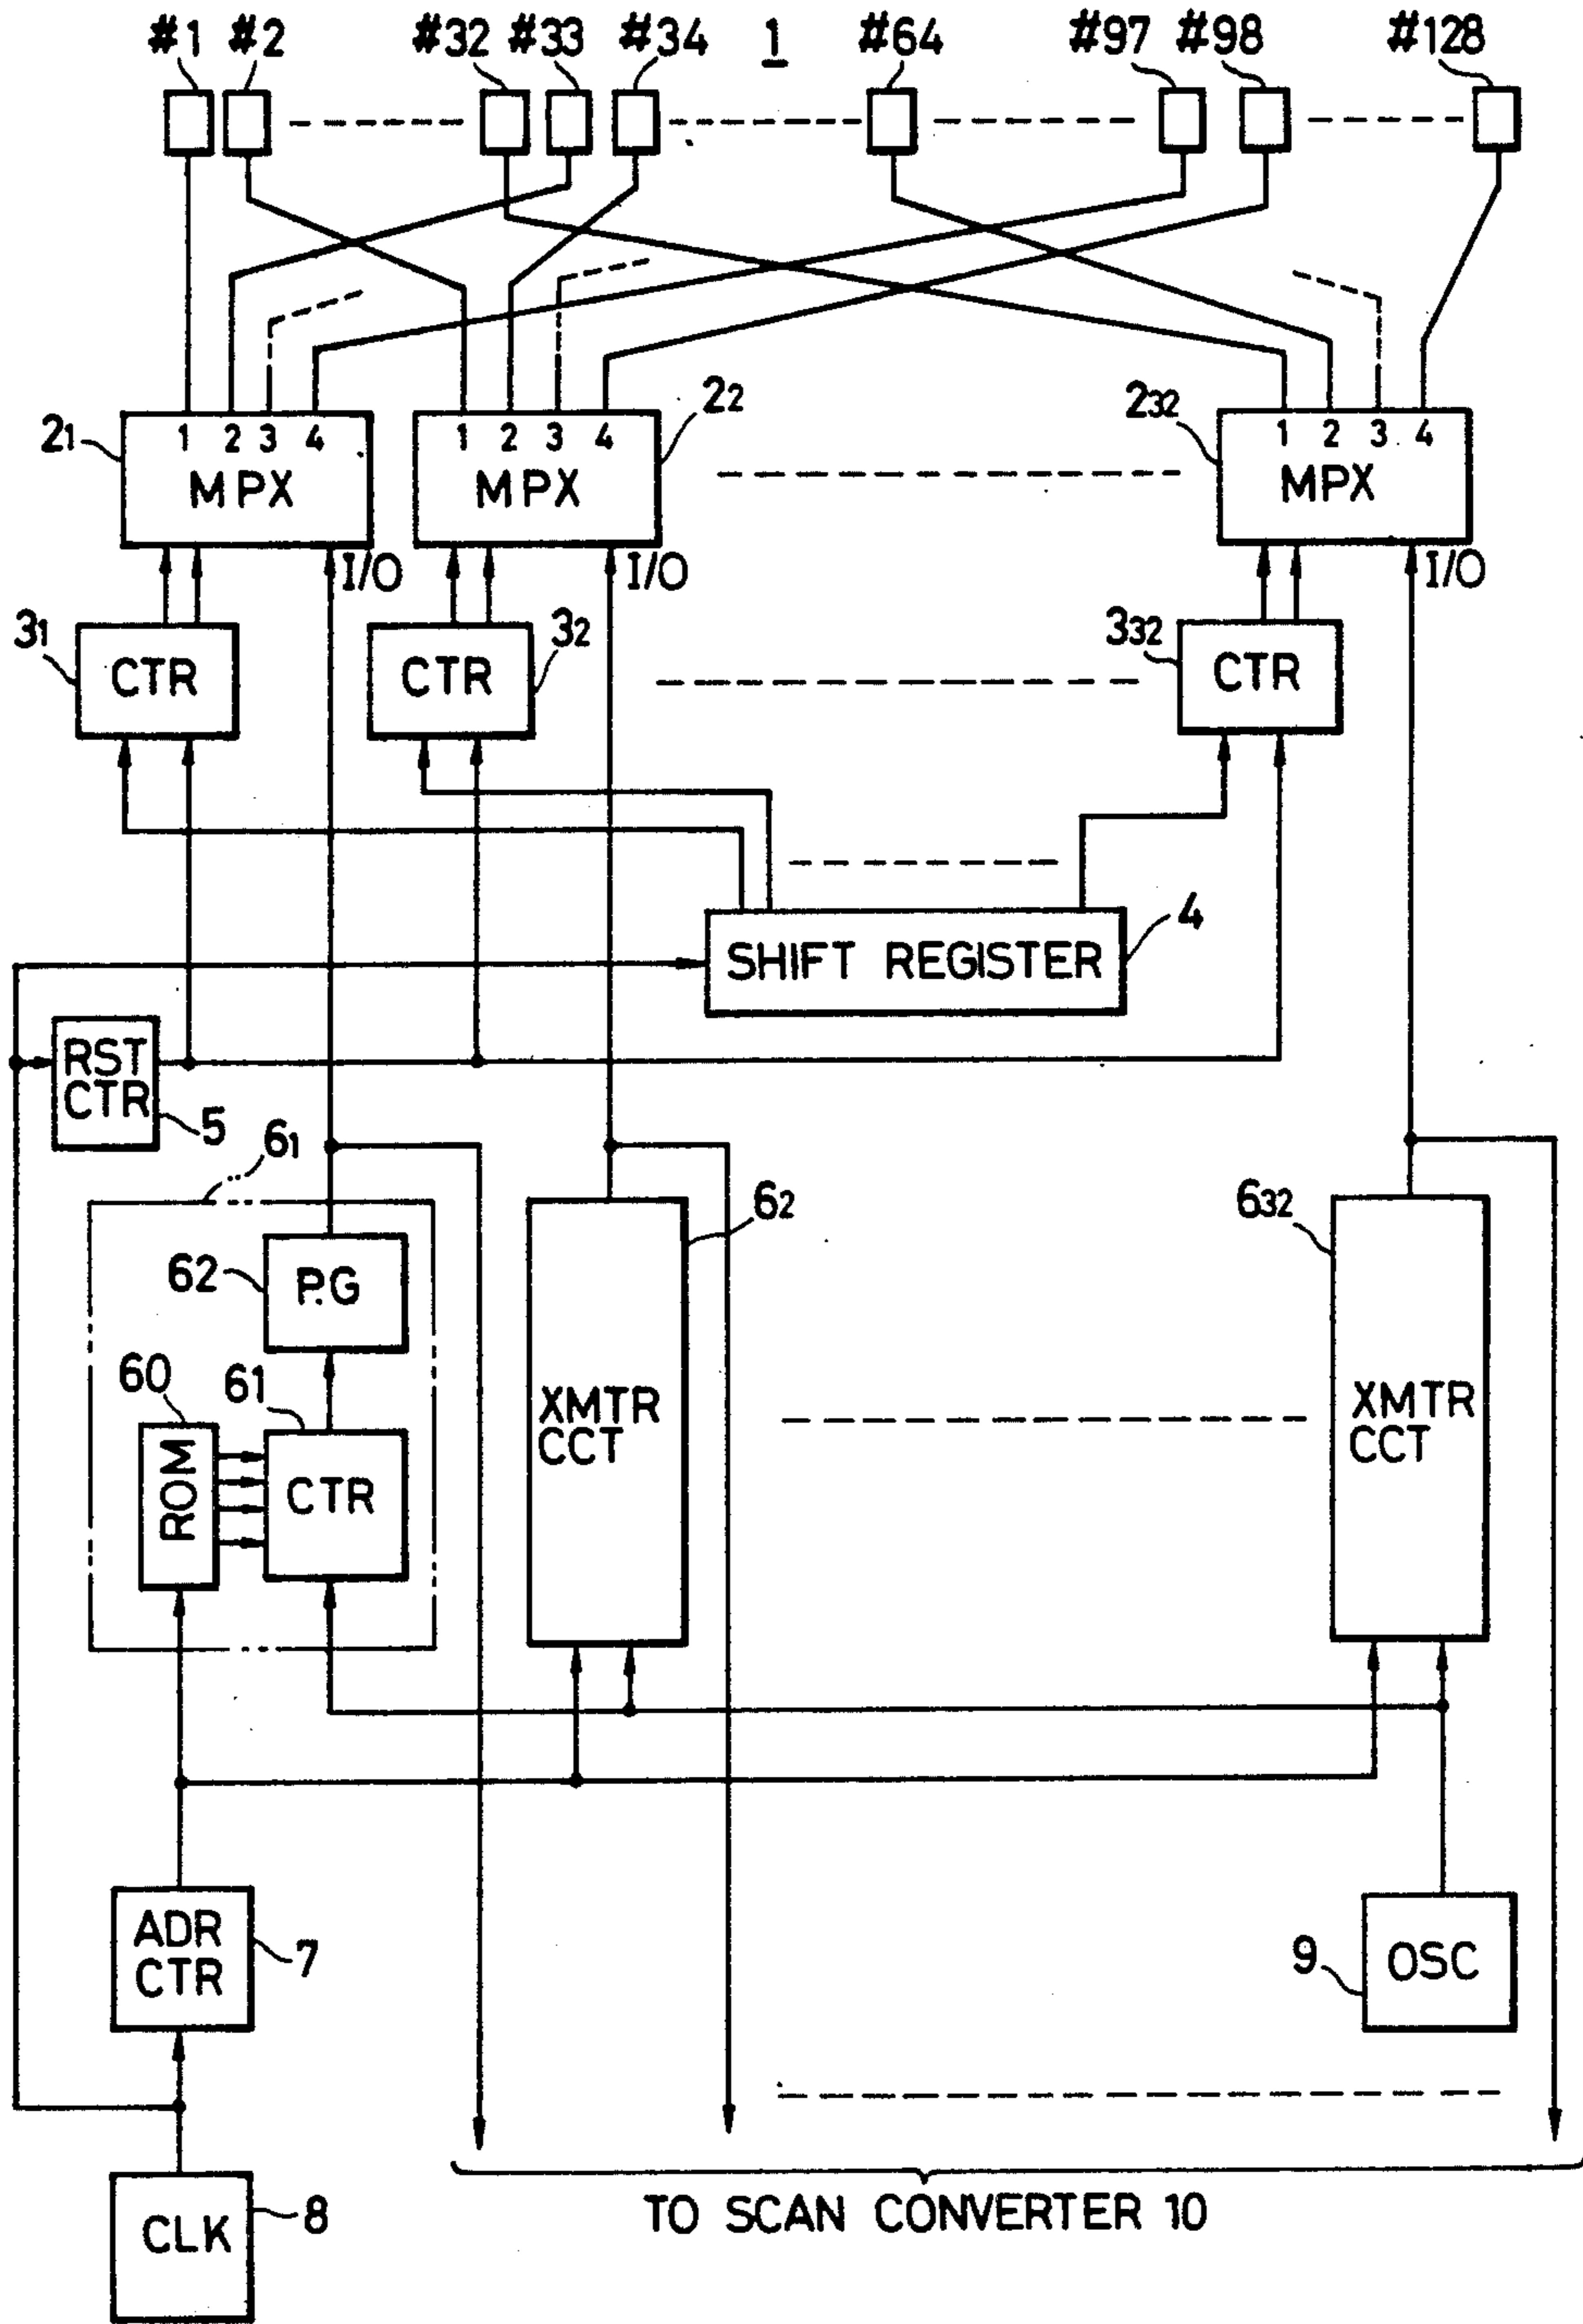 #1 #2 #32 #33 #34 1 #64 #97 #98 #128
21 1 2 3 4 22 1 2 3 4 232 1 2 3 4
MPX MPX MPX
I/O I/O I/O
31 CTR 32 CTR 332 CTR
SHIFT REGISTER 4
RST
CTR
5
61 62 632
62 P.G
60 61
ROM CTR
XMTR
CCT
XMTR
CCT
ADR
CTR
7
9 OSC
CLK 8
TO SCAN CONVERTER 10